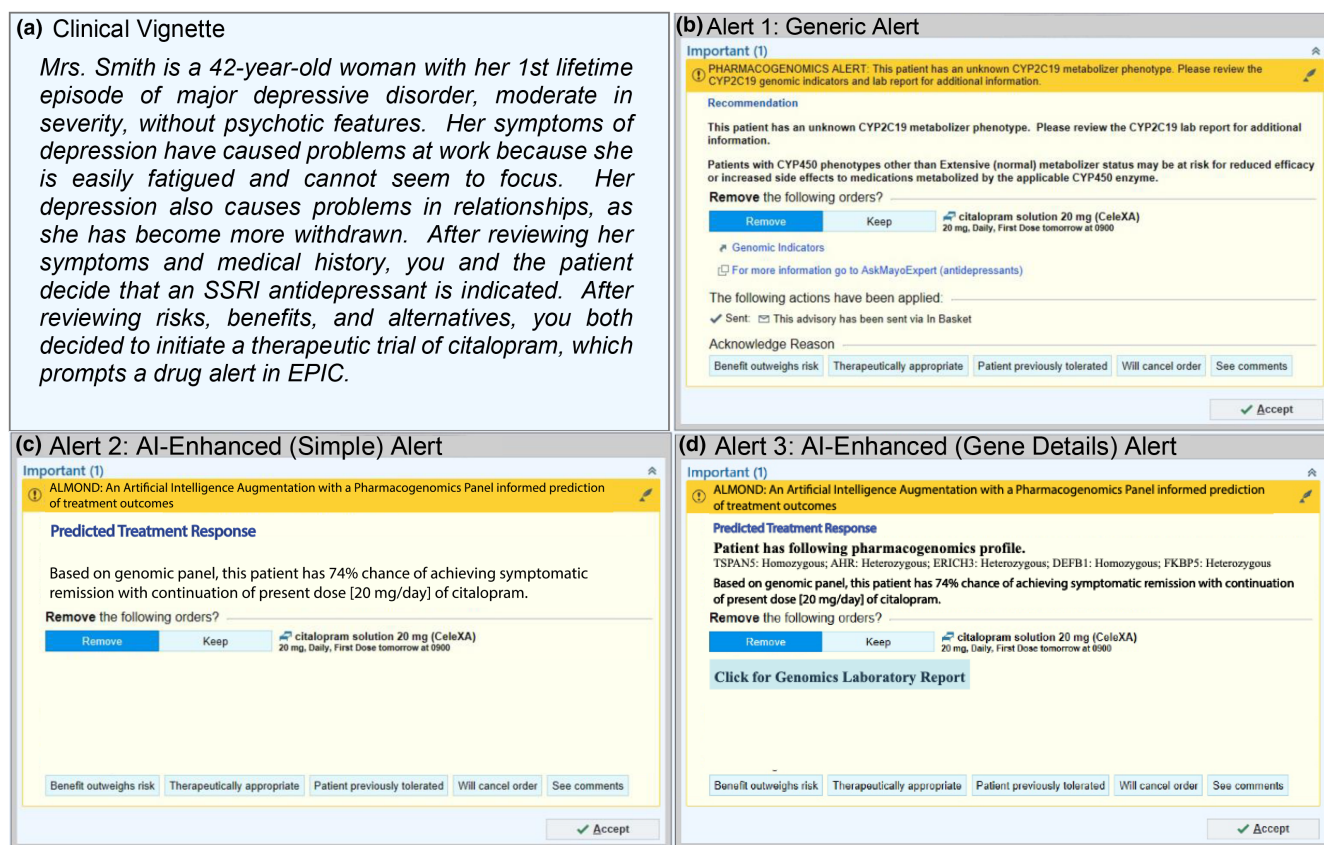 (a) Clinical Vignette
Mrs. Smith is a 42-year-old woman with her 1st lifetime
episode of major depressive disorder, moderate in
severity, without psychotic features. Her symptoms of
depression have caused problems at work because she
is easily fatigued and cannot seem to focus. Her
depression also causes problems in relationships, as
she has become more withdrawn. After reviewing her
symptoms and medical history, you and the patient
decide that an SSRI antidepressant is indicated. After
reviewing risks, benefits, and alternatives, you both
decided to initiate a therapeutic trial of citalopram, which
prompts a drug alert in EPIC.
(b) Alert 1: Generic Alert
Important (1)
PHARMACOGENOMICS ALERT: This patient has an unknown CYP2C19 metabolizer phenotype. Please review the
CYP2C19 genomic indicators and lab report for additional information.
Recommendation
This patient has an unknown CYP2C19 metabolizer phenotype. Please review the CYP2C19 lab report for additional
information.
Patients with CYP450 phenotypes other than Extensive (normal) metabolizer status may be at risk for reduced efficacy
or increased side effects to medications metabolized by the applicable CYP450 enzyme.
Remove the following orders?
Remove Keep citalopram solution 20 mg (CeleXA)
20 mg, Daily, First Dose tomorrow at 0900
Genomic Indicators
For more information go to AskMayoExpert (antidepressants)
The following actions have been applied:
Sent: This advisory has been sent via In Basket
Acknowledge Reason
Benefit outweighs risk Therapeutically appropriate Patient previously tolerated Will cancel order See comments
Accept
(c) Alert 2: AI-Enhanced (Simple) Alert
Important (1)
ALMOND: An Artificial Intelligence Augmentation with a Pharmacogenomics Panel informed prediction
of treatment outcomes
Predicted Treatment Response
Based on genomic panel, this patient has 74% chance of achieving symptomatic
remission with continuation of present dose [20 mg/day] of citalopram.
Remove the following orders?
Remove Keep citalopram solution 20 mg (CeleXA)
20 mg, Daily, First Dose tomorrow at 0900
Benefit outweighs risk Therapeutically appropriate Patient previously tolerated Will cancel order See comments
Accept
(d) Alert 3: AI-Enhanced (Gene Details) Alert
Important (1)
ALMOND: An Artificial Intelligence Augmentation with a Pharmacogenomics Panel informed prediction
of treatment outcomes
Predicted Treatment Response
Patient has following pharmacogenomics profile.
TSPAN5: Homozygous; AHR: Heterozygous; ERICH3: Heterozygous; DEFB1: Homozygous; FKBP5: Heterozygous
Based on genomic panel, this patient has 74% chance of achieving symptomatic remission with continuation
of present dose [20 mg/day] of citalopram.
Remove the following orders?
Remove Keep citalopram solution 20 mg (CeleXA)
20 mg, Daily, First Dose tomorrow at 0900
Click for Genomics Laboratory Report
Benefit outweighs risk Therapeutically appropriate Patient previously tolerated Will cancel order See comments
Accept